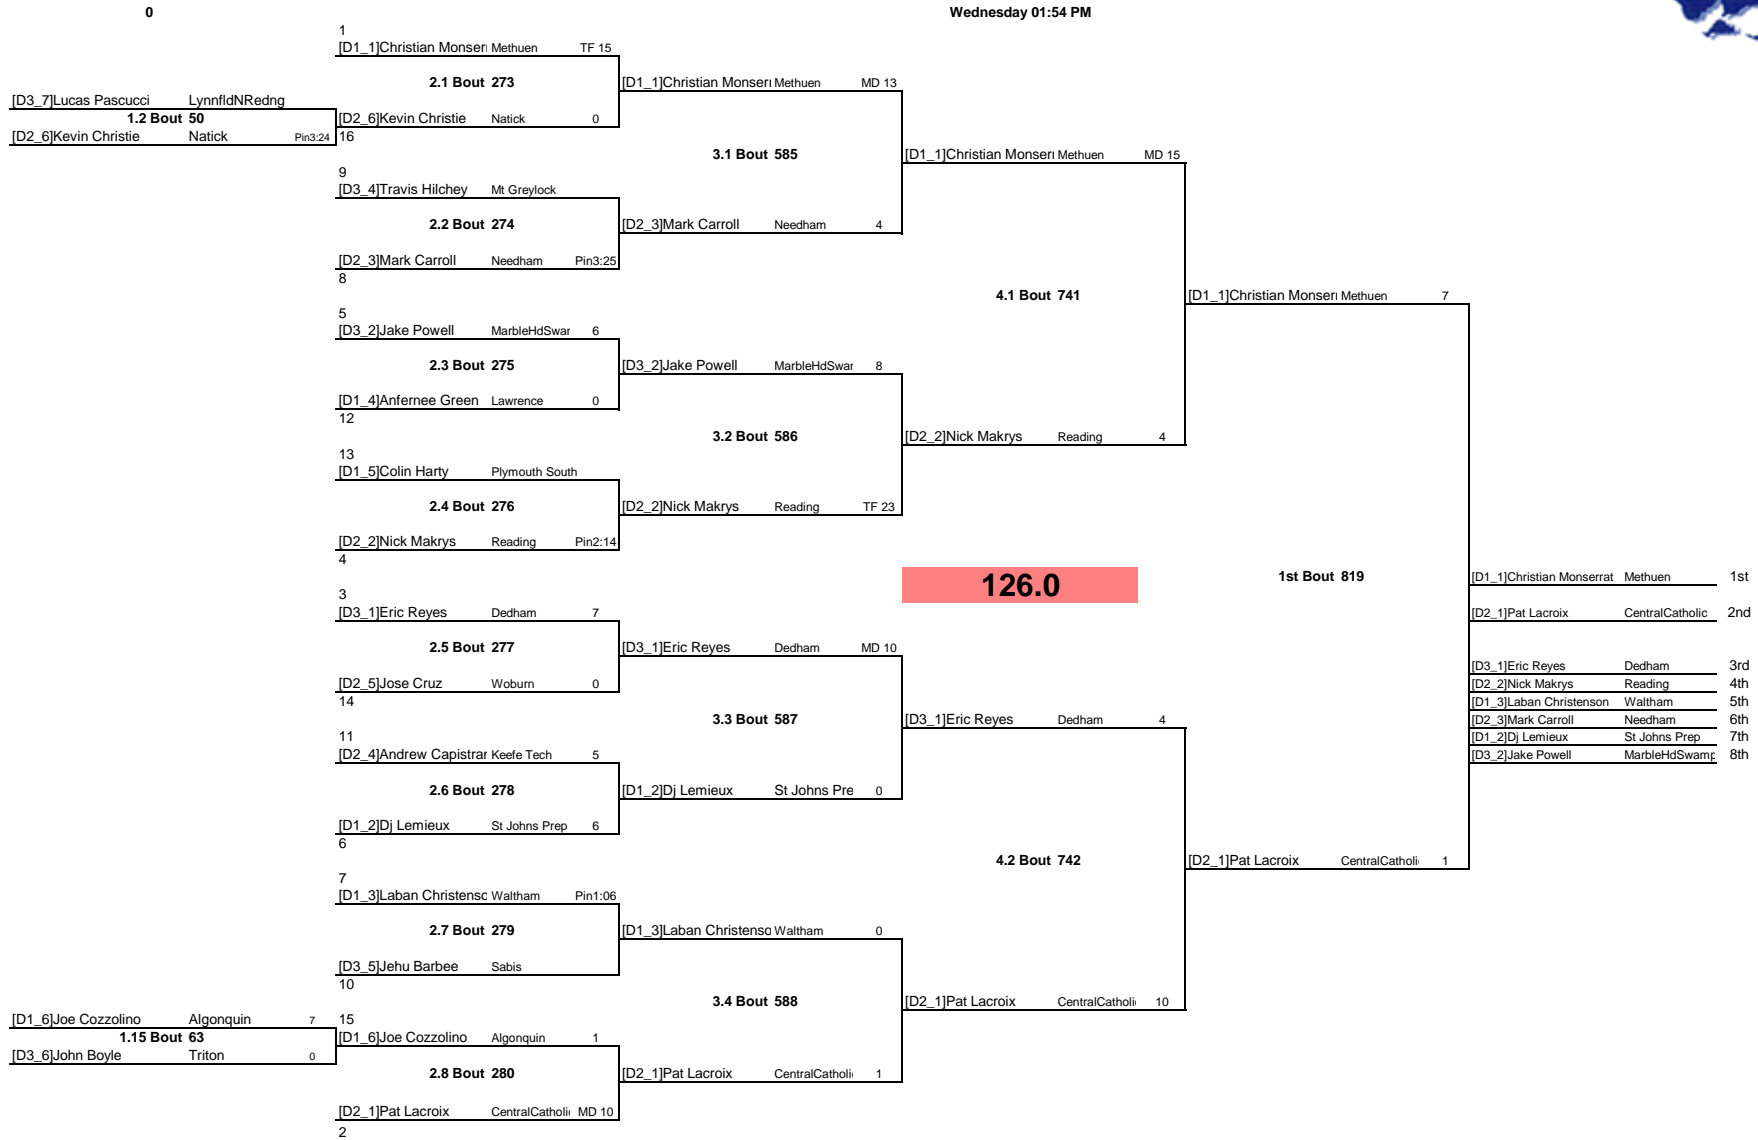 0
Wednesday 01:54 PM
1
[D1_1]Christian Monser Methuen TF 15
2.1 Bout 273
[D1_1]Christian Monser Methuen MD 13
[D3_7]Lucas Pascucci LynnfldNRedng
1.2 Bout 50
[D2_6]Kevin Christie Natick 0
[D2_6]Kevin Christie Natick Pin3:24
16
3.1 Bout 585
[D1_1]Christian Monser Methuen MD 15
9
[D3_4]Travis Hilchey Mt Greylock
2.2 Bout 274
[D2_3]Mark Carroll Needham 4
[D2_3]Mark Carroll Needham Pin3:25
8
4.1 Bout 741
[D1_1]Christian Monser Methuen 7
5
[D3_2]Jake Powell MarbleHdSwar 6
2.3 Bout 275
[D3_2]Jake Powell MarbleHdSwar 8
[D1_4]Anfernee Green Lawrence 0
12
3.2 Bout 586
[D2_2]Nick Makrys Reading 4
13
[D1_5]Colin Harty Plymouth South
2.4 Bout 276
[D2_2]Nick Makrys Reading TF 23
[D2_2]Nick Makrys Reading Pin2:14
4
126.0
1st Bout 819
[D1_1]Christian Monserrat Methuen 1st
3
[D3_1]Eric Reyes Dedham 7
[D2_1]Pat Lacroix CentralCatholic 2nd
2.5 Bout 277
[D3_1]Eric Reyes Dedham MD 10
[D3_1]Eric Reyes Dedham 3rd
[D2_5]Jose Cruz Woburn 0
[D2_2]Nick Makrys Reading 4th
14
[D1_3]Laban Christenson Waltham 5th
3.3 Bout 587
[D3_1]Eric Reyes Dedham 4
[D2_3]Mark Carroll Needham 6th
11
[D1_2]Dj Lemieux St Johns Prep 7th
[D2_4]Andrew Capistrar Keefe Tech 5
[D3_2]Jake Powell MarbleHdSwamp 8th
2.6 Bout 278
[D1_2]Dj Lemieux St Johns Pre 0
[D1_2]Dj Lemieux St Johns Prep 6
6
4.2 Bout 742
[D2_1]Pat Lacroix CentralCatholi 1
7
[D1_3]Laban Christensc Waltham Pin1:06
2.7 Bout 279
[D1_3]Laban Christenso Waltham 0
[D3_5]Jehu Barbee Sabis
10
3.4 Bout 588
[D2_1]Pat Lacroix CentralCatholi 10
[D1_6]Joe Cozzolino Algonquin 7
15
1.15 Bout 63
[D1_6]Joe Cozzolino Algonquin 1
[D3_6]John Boyle Triton 0
2.8 Bout 280
[D2_1]Pat Lacroix CentralCatholi 1
[D2_1]Pat Lacroix CentralCatholi MD 10
2